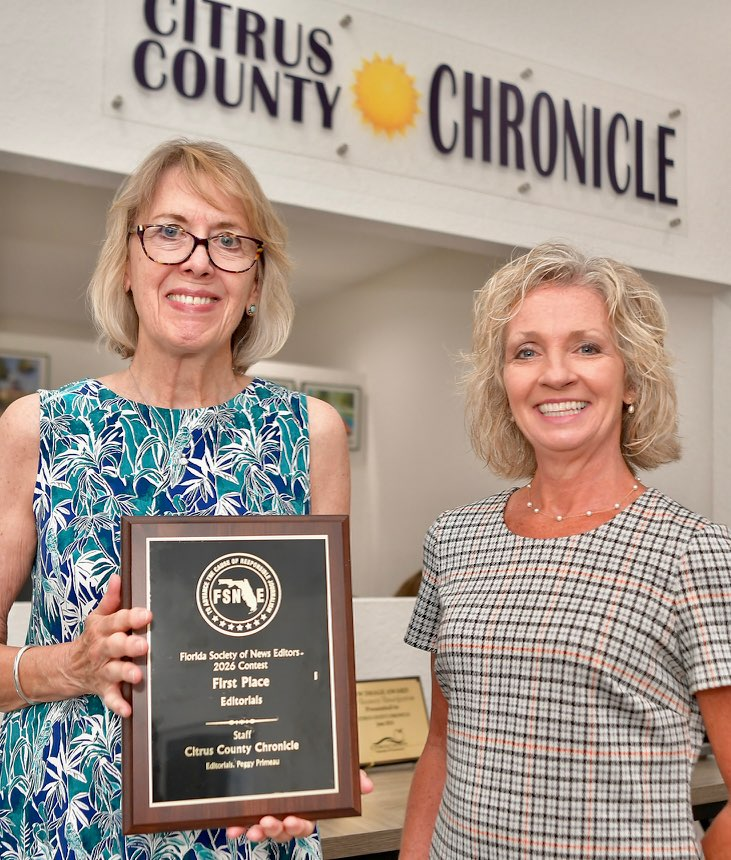 CITRUS
COUNTY
CHRONICLE
FSNE
Florida Society of News Editors
2026 Contest
First Place
Editorials
Staff
Citrus County Chronicle
Editorials, Peggy Primeau